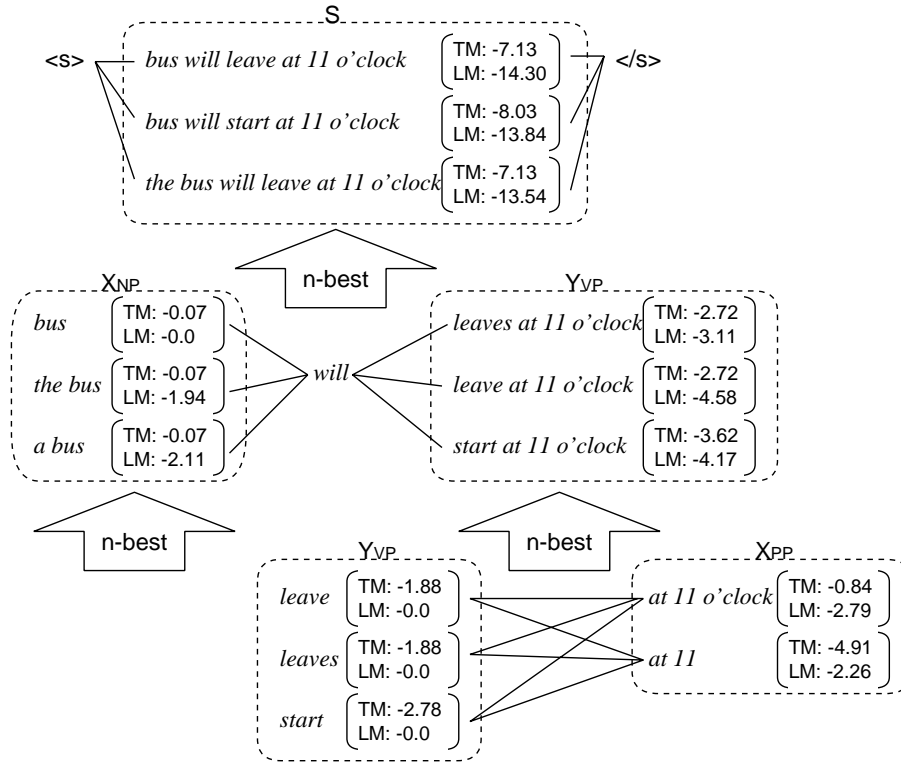 S
<s> bus will leave at 11 o'clock TM: -7.13 </s>
LM: -14.30
bus will start at 11 o'clock TM: -8.03
LM: -13.84
the bus will leave at 11 o'clock TM: -7.13
LM: -13.54
n-best
XNP YVP
bus TM: -0.07 leaves at 11 o'clock TM: -2.72
LM: -0.0 LM: -3.11
the bus TM: -0.07 will leave at 11 o'clock TM: -2.72
LM: -1.94 LM: -4.58
a bus TM: -0.07 start at 11 o'clock TM: -3.62
LM: -2.11 LM: -4.17
n-best n-best
YVP XPP
leave TM: -1.88 at 11 o'clock TM: -0.84
LM: -0.0 LM: -2.79
leaves TM: -1.88 at 11 TM: -4.91
LM: -0.0 LM: -2.26
start TM: -2.78
LM: -0.0